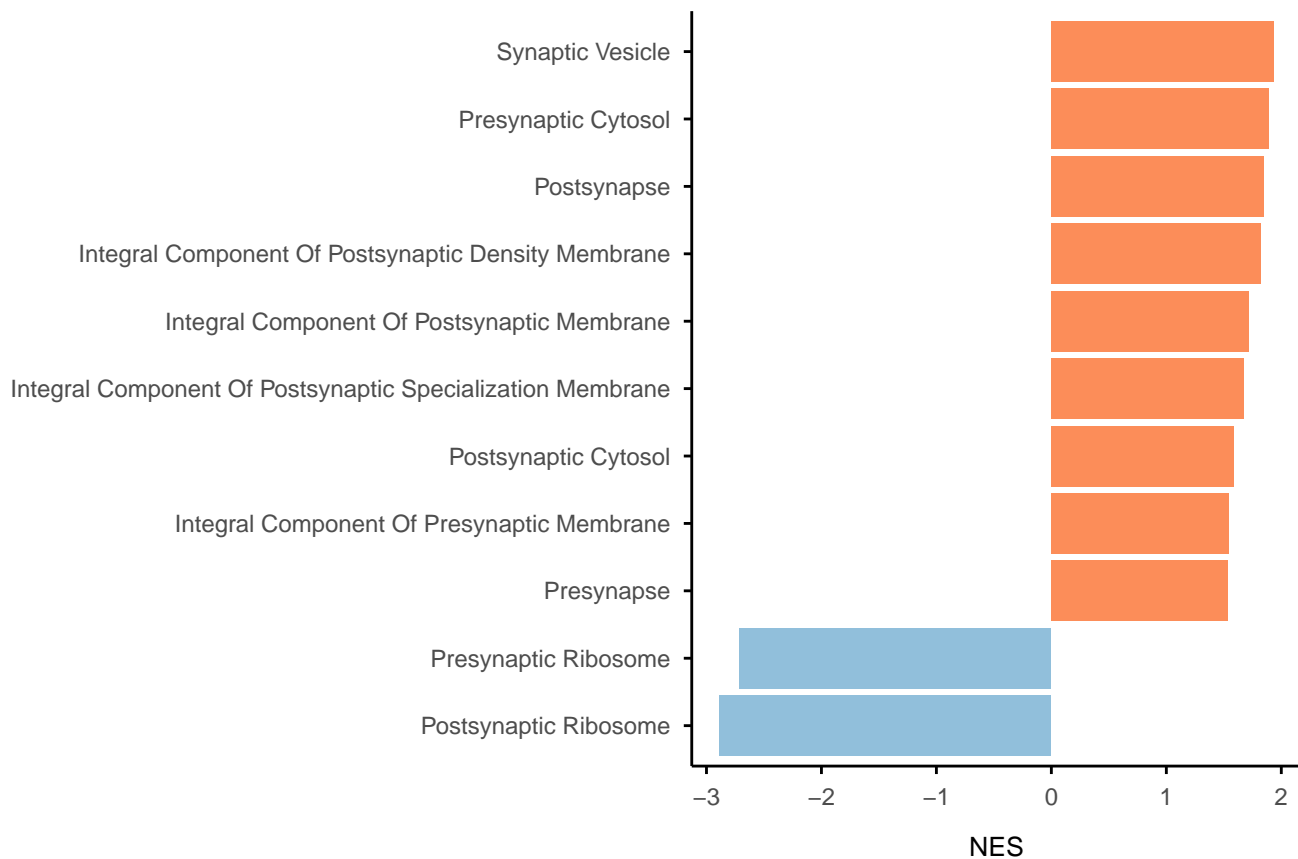 Synaptic Vesicle
Presynaptic Cytosol
Postsynapse
Integral Component Of Postsynaptic Density Membrane
Integral Component Of Postsynaptic Membrane
Integral Component Of Postsynaptic Specialization Membrane
Postsynaptic Cytosol
Integral Component Of Presynaptic Membrane
Presynapse
Presynaptic Ribosome
Postsynaptic Ribosome
−3 −2 −1 0 1 2
NES